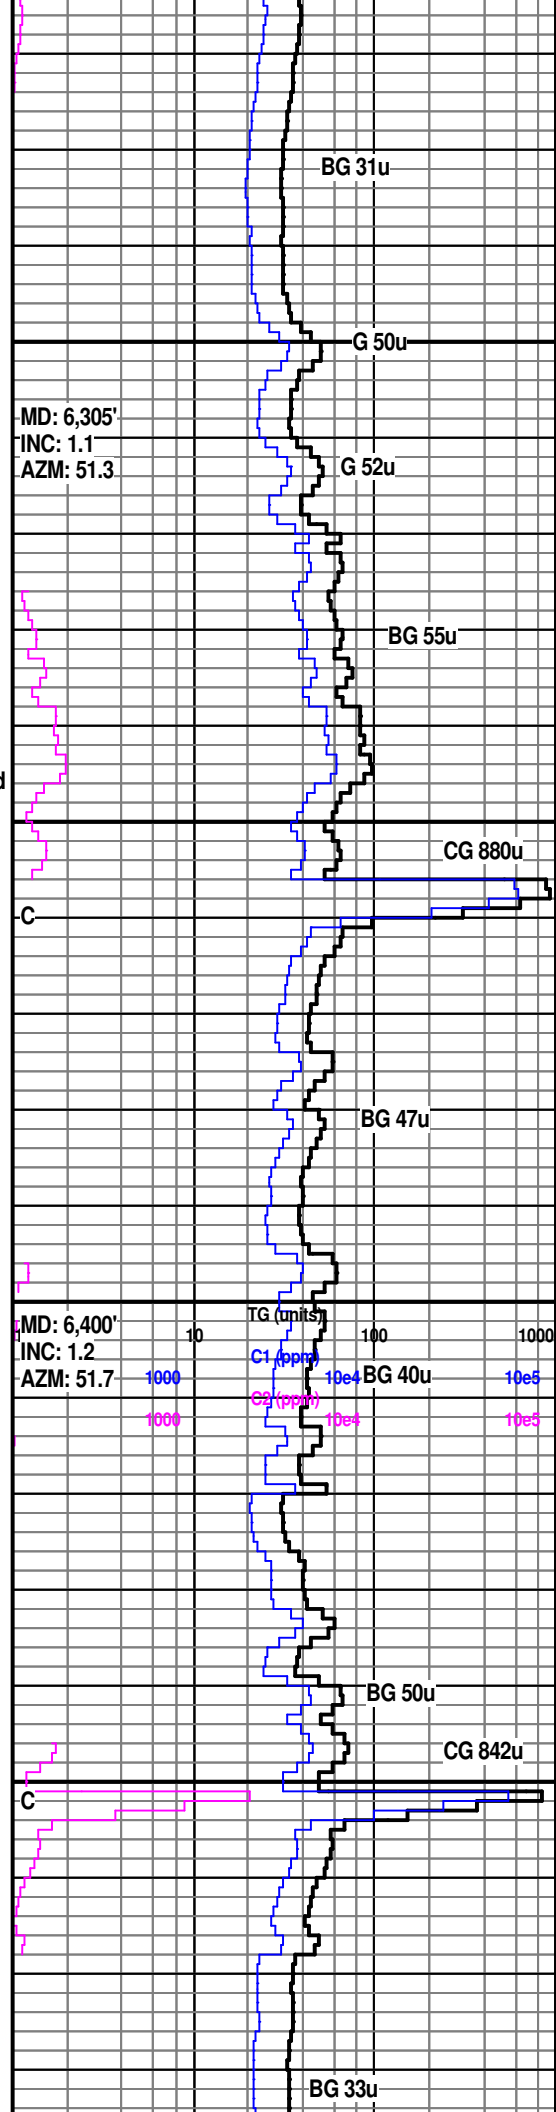 BG 31u
G 50u
MD: 6,305'
INC: 1.1
AZM: 51.3
G 52u
BG 55u
d
CG 880u
C
BG 47u
TG (units)
MD: 6,400'
1 10 100 1000
INC: 1.2
C1 (ppm)
AZM: 51.7
1000 10e4 10e5
BG 40u
C2 (ppm)
1000 10e4 10e5
BG 50u
CG 842u
C
BG 33u